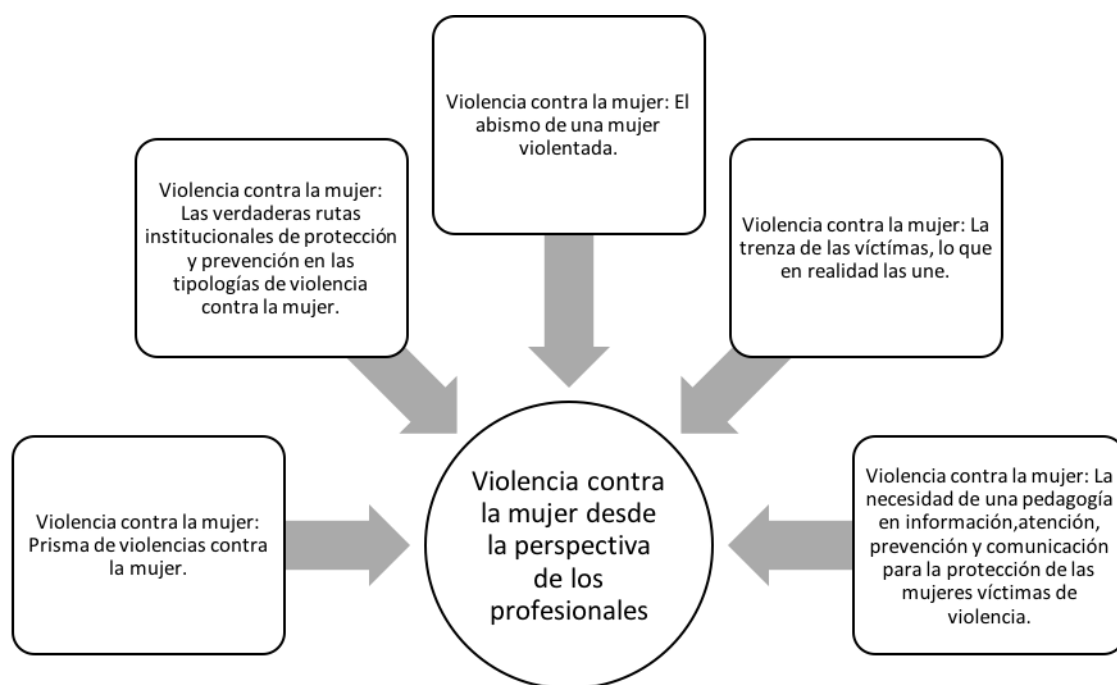 Violencia contra la mujer: El
abismo de una mujer
violentada.
Violencia contra la mujer:
Las verdaderas rutas
institucionales de protección
y prevención en las
tipologías de violencia
contra la mujer.
Violencia contra la mujer: La
trenza de las víctímas, lo que
en realidad las une.
Violencia contra la mujer:
Prisma de violencias contra
la mujer.
Violencia contra
la mujer desde
la perspectiva
de los
profesionales
Violencia contra la mujer: La
necesidad de una pedagogía
en información,atención,
prevención y comunicación
para la protección de las
mujeres víctimas de
violencia.